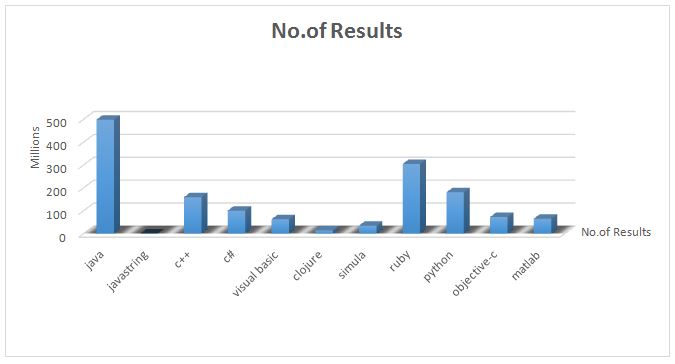 No.of Results
Millions
500
400
300
200
100
0
java
javastring
c++
c#
visual basic
clojure
simula
ruby
python
objective-c
matlab
No.of Results